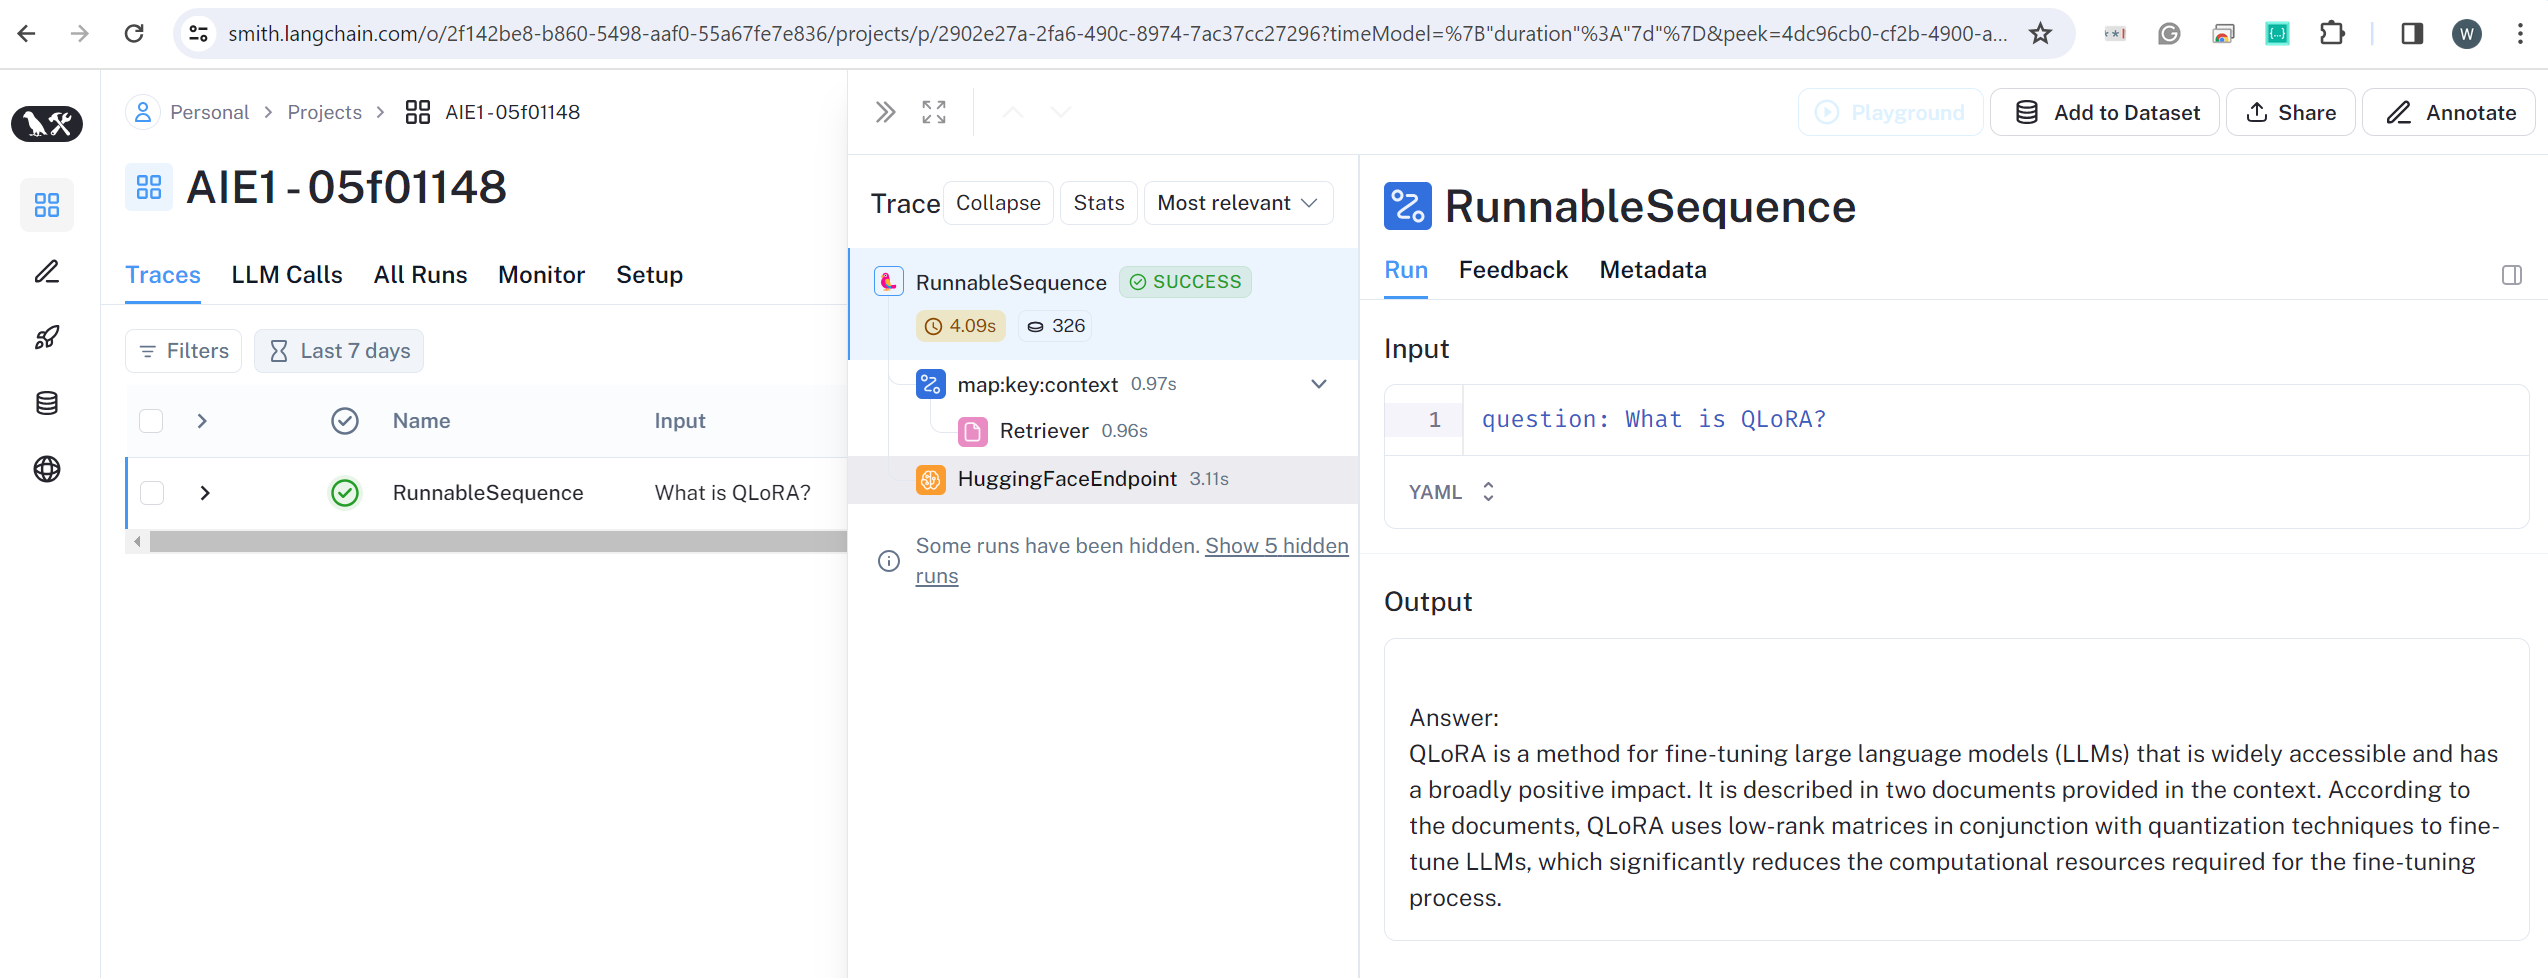 smith.langchain.com/o/2f142be8-b860-5498-aaf0-55a67fe7e836/projects/p/2902e27a-2fa6-490c-8974-7ac37cc27296?timeModel=%7B"duration"%3A"7d"%7D&peek=4dc96cb0-cf2b-4900-a...
W
Personal > Projects > AIE1 - 05f01148
AIE1 - 05f01148
Traces LLM Calls All Runs Monitor Setup
Filters Last 7 days
Name Input
RunnableSequence What is QLoRA?
Playground Add to Dataset Share Annotate
Trace Collapse Stats Most relevant
RunnableSequence SUCCESS
4.09s 326
map:key:context 0.97s
Retriever 0.96s
HuggingFaceEndpoint 3.11s
Some runs have been hidden. Show 5 hidden
runs
RunnableSequence
Run Feedback Metadata
Input
1 question: What is QLoRA?
YAML
Output
Answer:
QLoRA is a method for fine-tuning large language models (LLMs) that is widely accessible and has
a broadly positive impact. It is described in two documents provided in the context. According to
the documents, QLoRA uses low-rank matrices in conjunction with quantization techniques to fine-
tune LLMs, which significantly reduces the computational resources required for the fine-tuning
process.